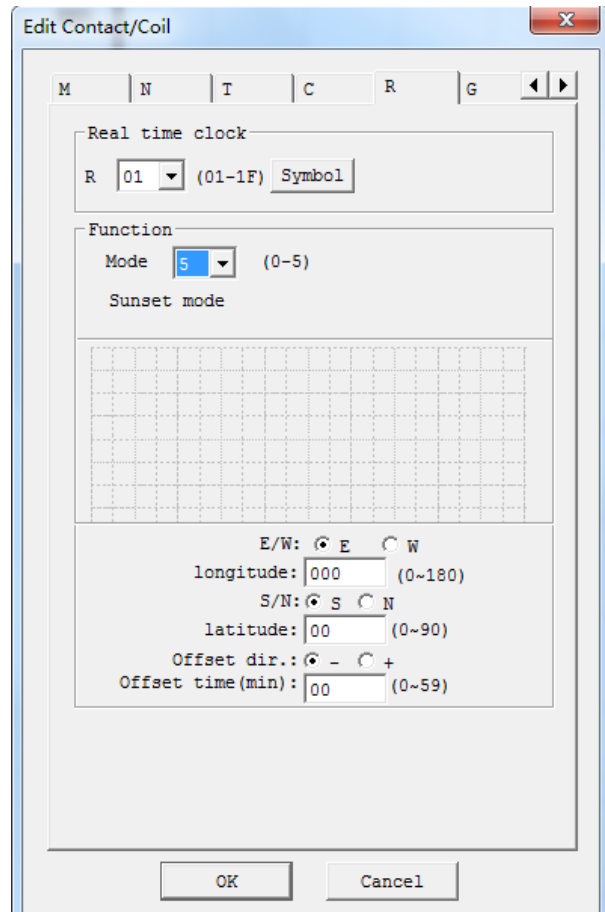 Edit Contact/Coil
M N T C R G
Real time clock
R 01 (01-1F) Symbol
Function
Mode 5 (0-5)
Sunset mode
E/W: E W
longitude: 000 (0~180)
S/N: S N
latitude: 00 (0~90)
Offset dir.: - +
Offset time(min): 00 (0~59)
OK Cancel